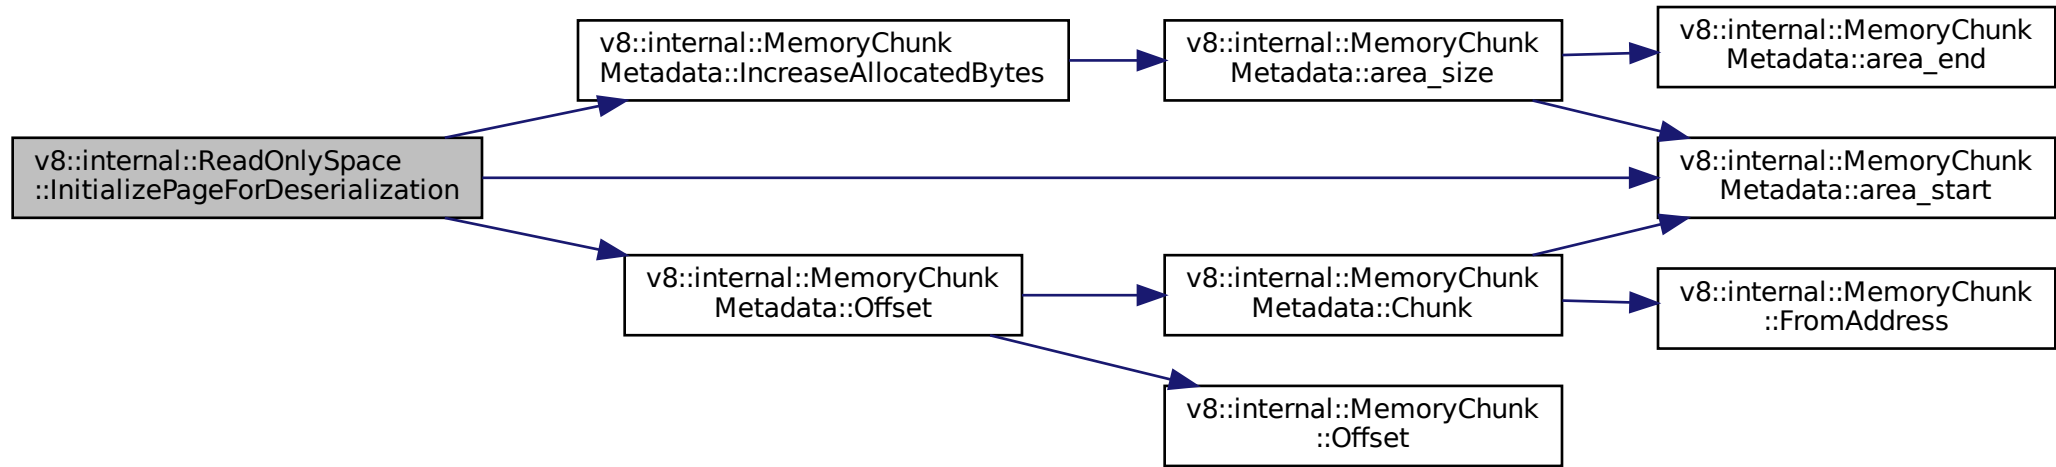 v8::internal::ReadOnlySpace
::InitializePageForDeserialization
v8::internal::MemoryChunk
Metadata::IncreaseAllocatedBytes
v8::internal::MemoryChunk
Metadata::area_size
v8::internal::MemoryChunk
Metadata::area_end
v8::internal::MemoryChunk
Metadata::area_start
v8::internal::MemoryChunk
Metadata::Offset
v8::internal::MemoryChunk
Metadata::Chunk
v8::internal::MemoryChunk
::FromAddress
v8::internal::MemoryChunk
::Offset